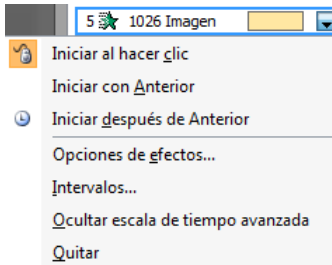 5 1026 Imagen
Iniciar al hacer clic
Iniciar con Anterior
Iniciar después de Anterior
Opciones de efectos...
Intervalos...
Ocultar escala de tiempo avanzada
Quitar